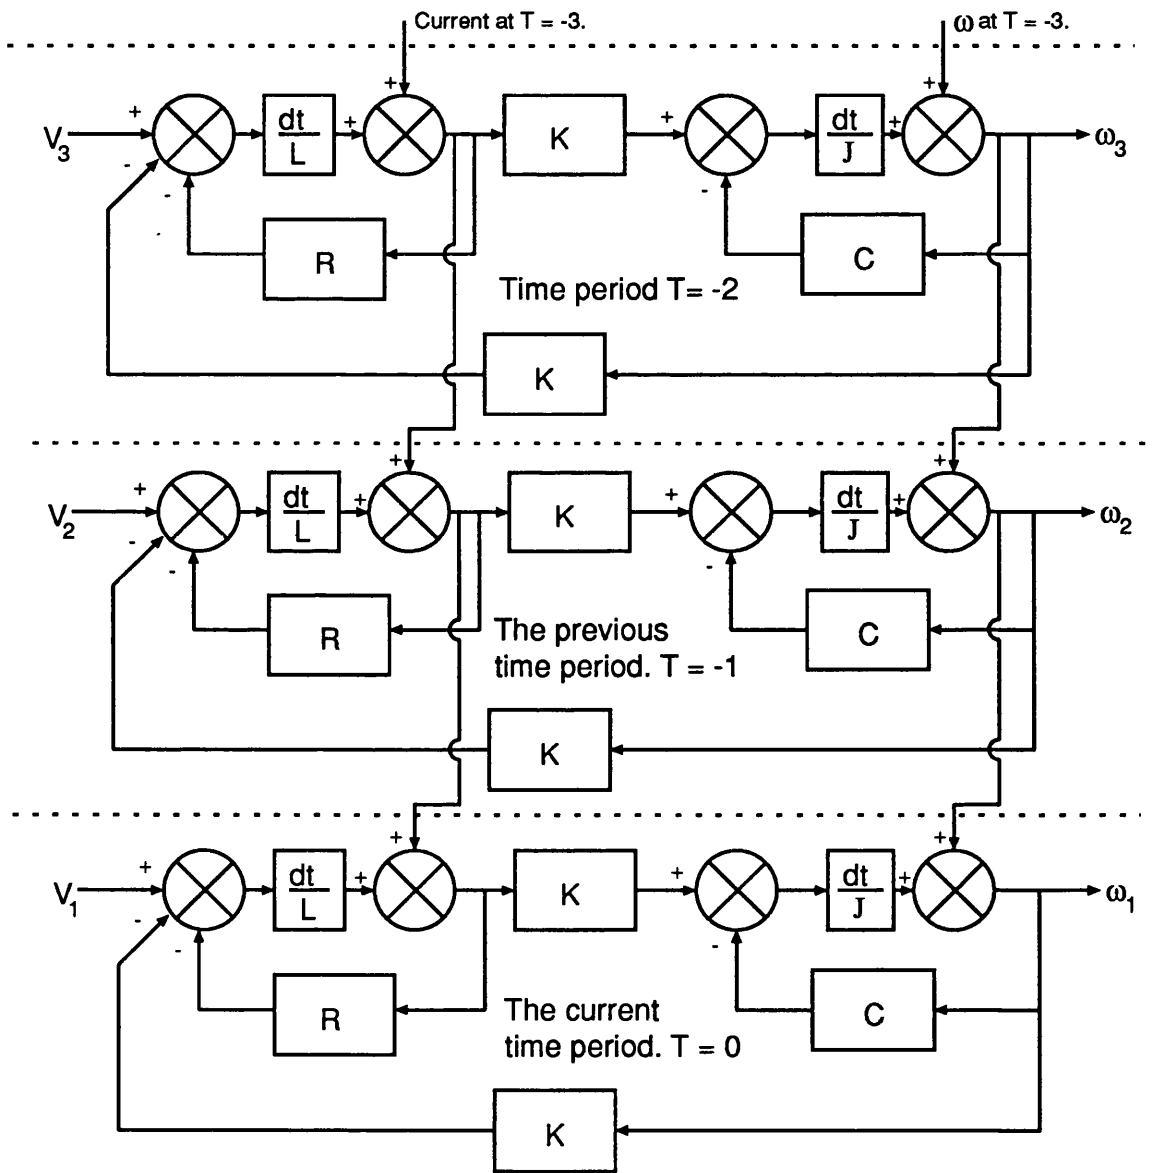 Current at T = -3.
ω at T = -3.
+ +
+ + + +
V₃ dt/L K dt/J ω₃
- - -
-
R C
Time period T= -2
K
+ +
+ + + +
V₂ dt/L K dt/J ω₂
- - -
R C
The previous
time period. T = -1
K
+ +
+ + + +
V₁ dt/L K dt/J ω₁
- - -
R C
The current
time period. T = 0
K